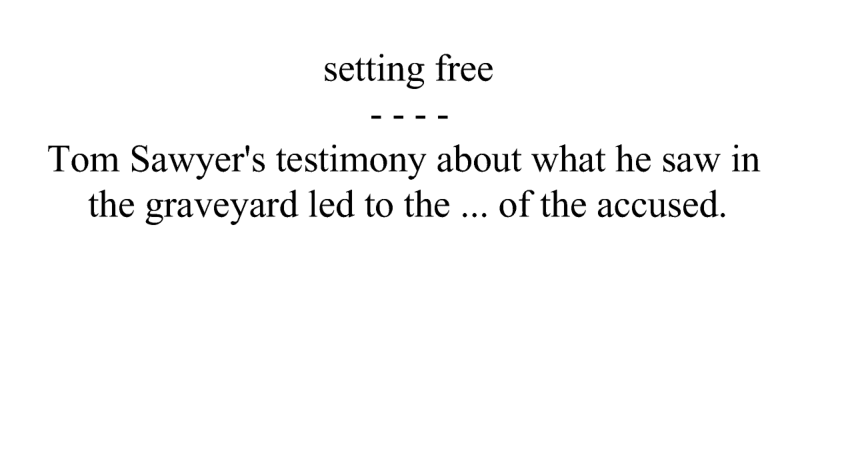 setting free
- - - -
Tom Sawyer's testimony about what he saw in
the graveyard led to the ... of the accused.